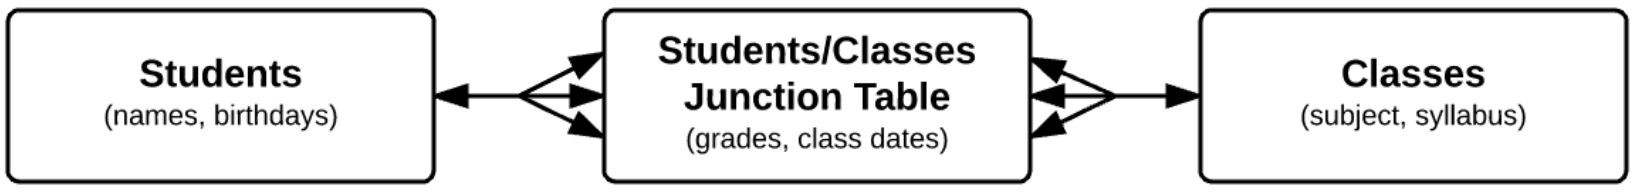 Students
(names, birthdays)
Students/Classes
Junction Table
(grades, class dates)
Classes
(subject, syllabus)